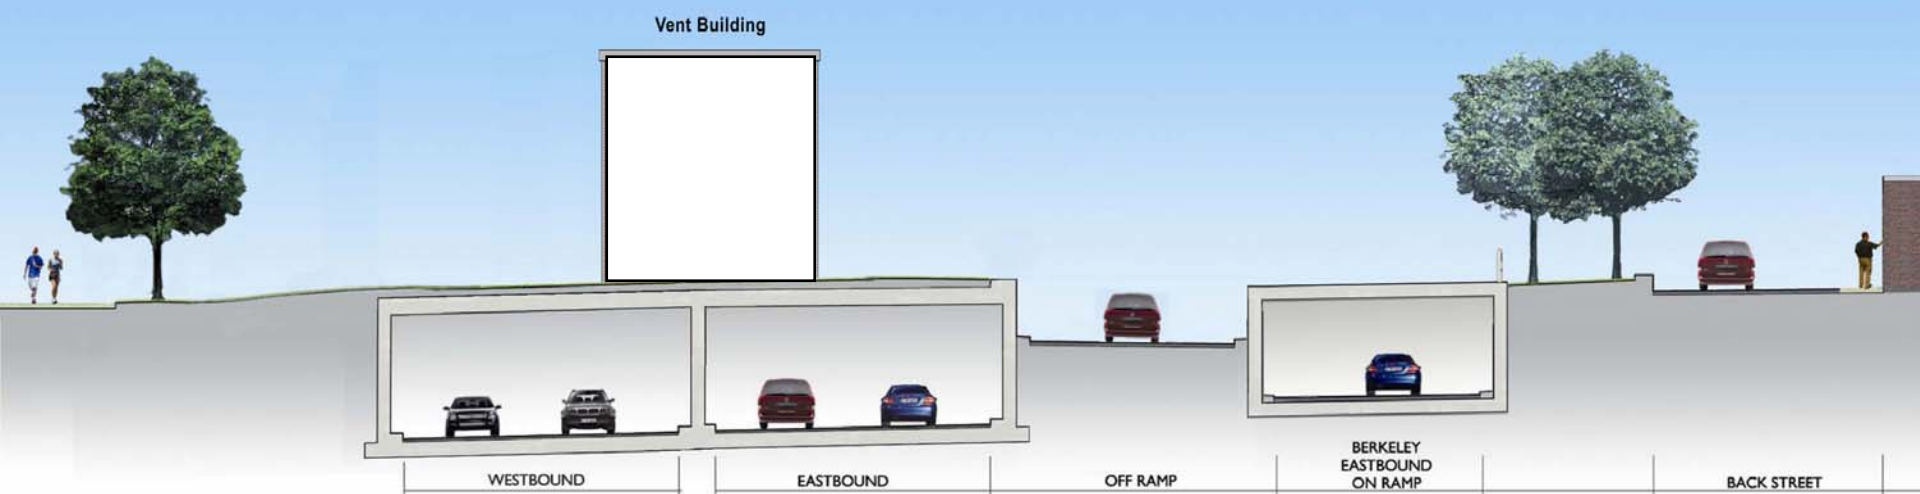 Vent Building
WESTBOUND
EASTBOUND
OFF RAMP
BERKELEY
EASTBOUND
ON RAMP
BACK STREET